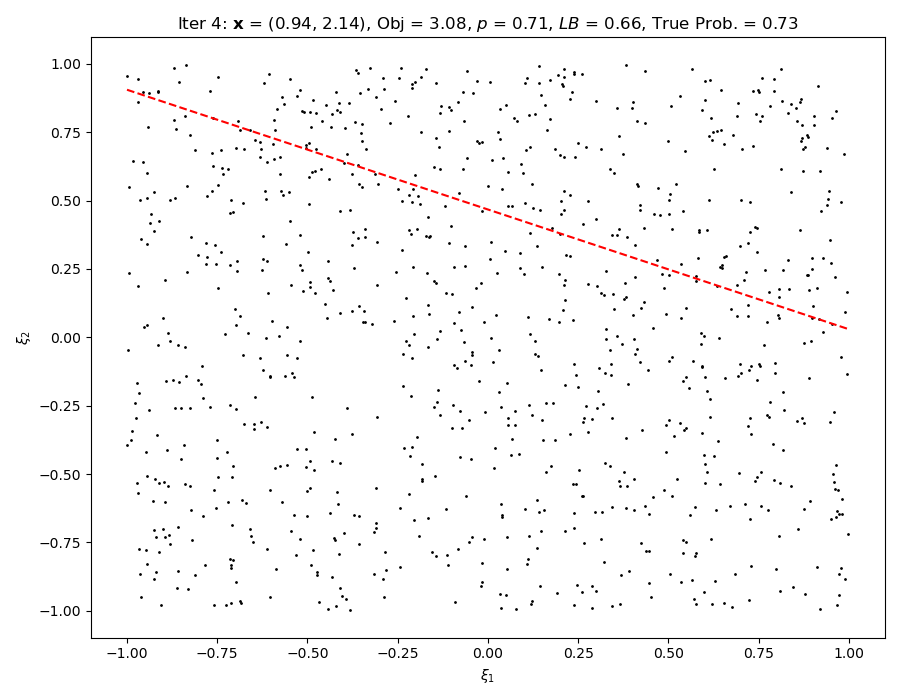 Iter 4: x = (0.94, 2.14), Obj = 3.08, p = 0.71, LB = 0.66, True Prob. = 0.73
1.00
0.75
0.50
0.25
0.00
−0.25
−0.50
−0.75
−1.00
ξ2
−1.00 −0.75 −0.50 −0.25 0.00 0.25 0.50 0.75 1.00
ξ1